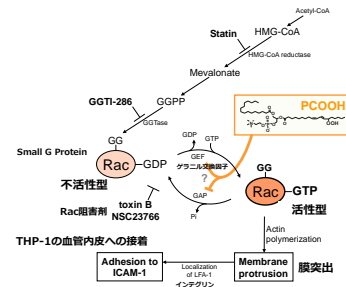 Acetyl-CoA
Statin
HMG-CoA
HMG-CoA reductase
Mevalonate
GGTI-286
GGPP
GGTase
PCOOH
OOH
GG
GDP
GTP
GEF
グラニル交換因子
?
GAP
Pi
Small G Protein
Rac
GDP
不活性型
toxin B
Rac阻害剤
NSC23766
GG
Rac
GTP
活性型
Actin
polymerization
THP-1の血管内皮への接着
Adhesion to
ICAM-1
Localization
of LFA-1
インテグリン
Membrane
protrusion
膜突出